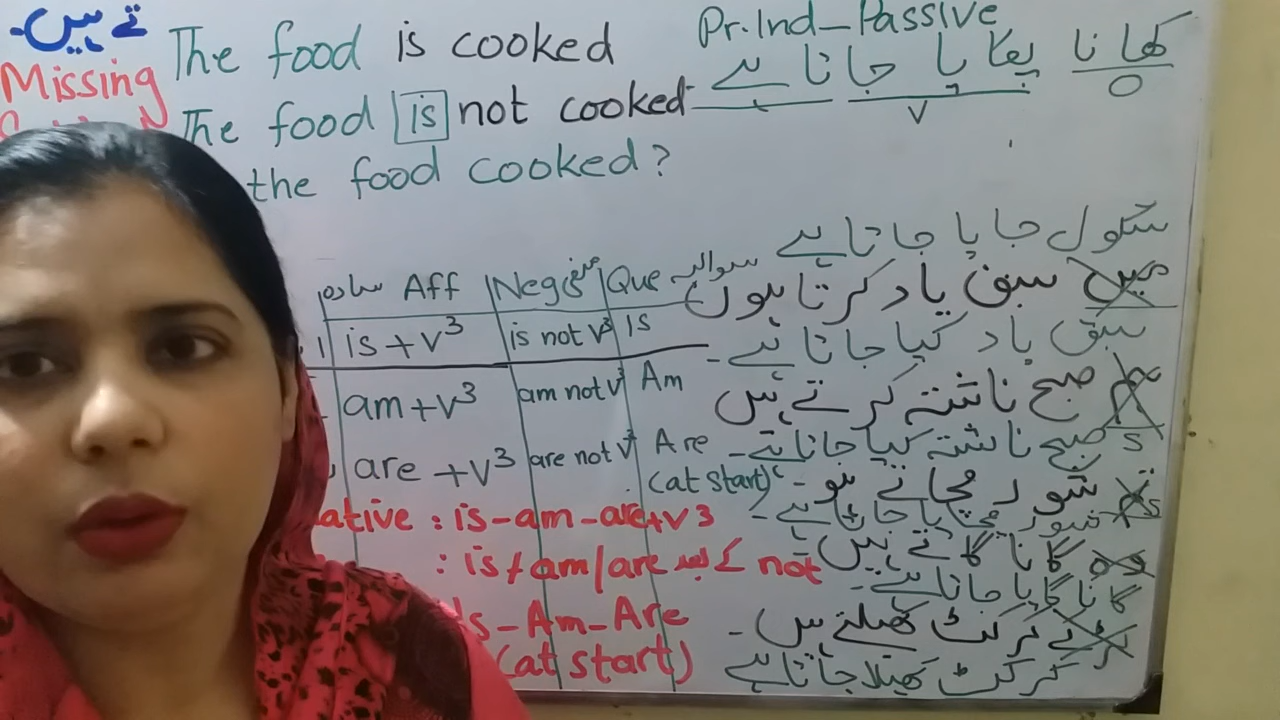 تے ہیں۔
Missing
The food is cooked
Pr.Ind_Passive
کھانا پکایا جاتا ہے
O V
The food is not cooked
the food cooked?
سکول جایا جاتا ہے
سادہ Aff
Neg منفی
Que سوالیہ
is + v3
is not v3
Is
am + v3
am not v3
Am
are + v3
are not v3
Are
(at start)
میں سبق یاد کرتا ہوں
سبق یاد کیا جاتا ہے۔
صبح ناشتہ کرتے ہیں
صبح ناشتہ کیا جاتا ہے۔
شور مچاتے ہو۔
شور مچایا جاتا ہے۔
گانا گاتے ہیں
گانا گایا جاتا ہے۔
کرکٹ کھیلتے ہیں۔
کرکٹ کھیلا جاتا ہے
ative : is-am-are+v3
: is/am/are کے بعد not
Is-Am-Are
(at start)